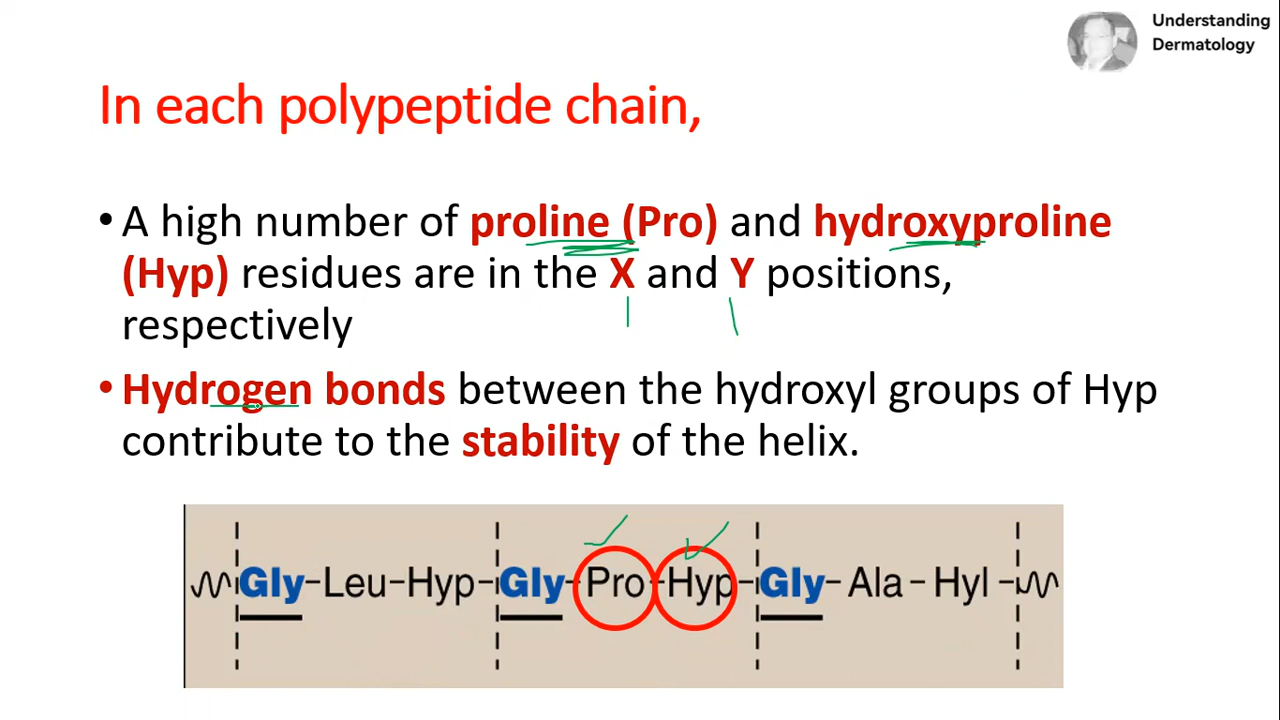 Understanding
Dermatology
In each polypeptide chain,
• A high number of proline (Pro) and hydroxyproline
(Hyp) residues are in the X and Y positions,
respectively
• Hydrogen bonds between the hydroxyl groups of Hyp
contribute to the stability of the helix.
Gly-Leu-Hyp-Gly-Pro-Hyp-Gly-Ala-Hyl-